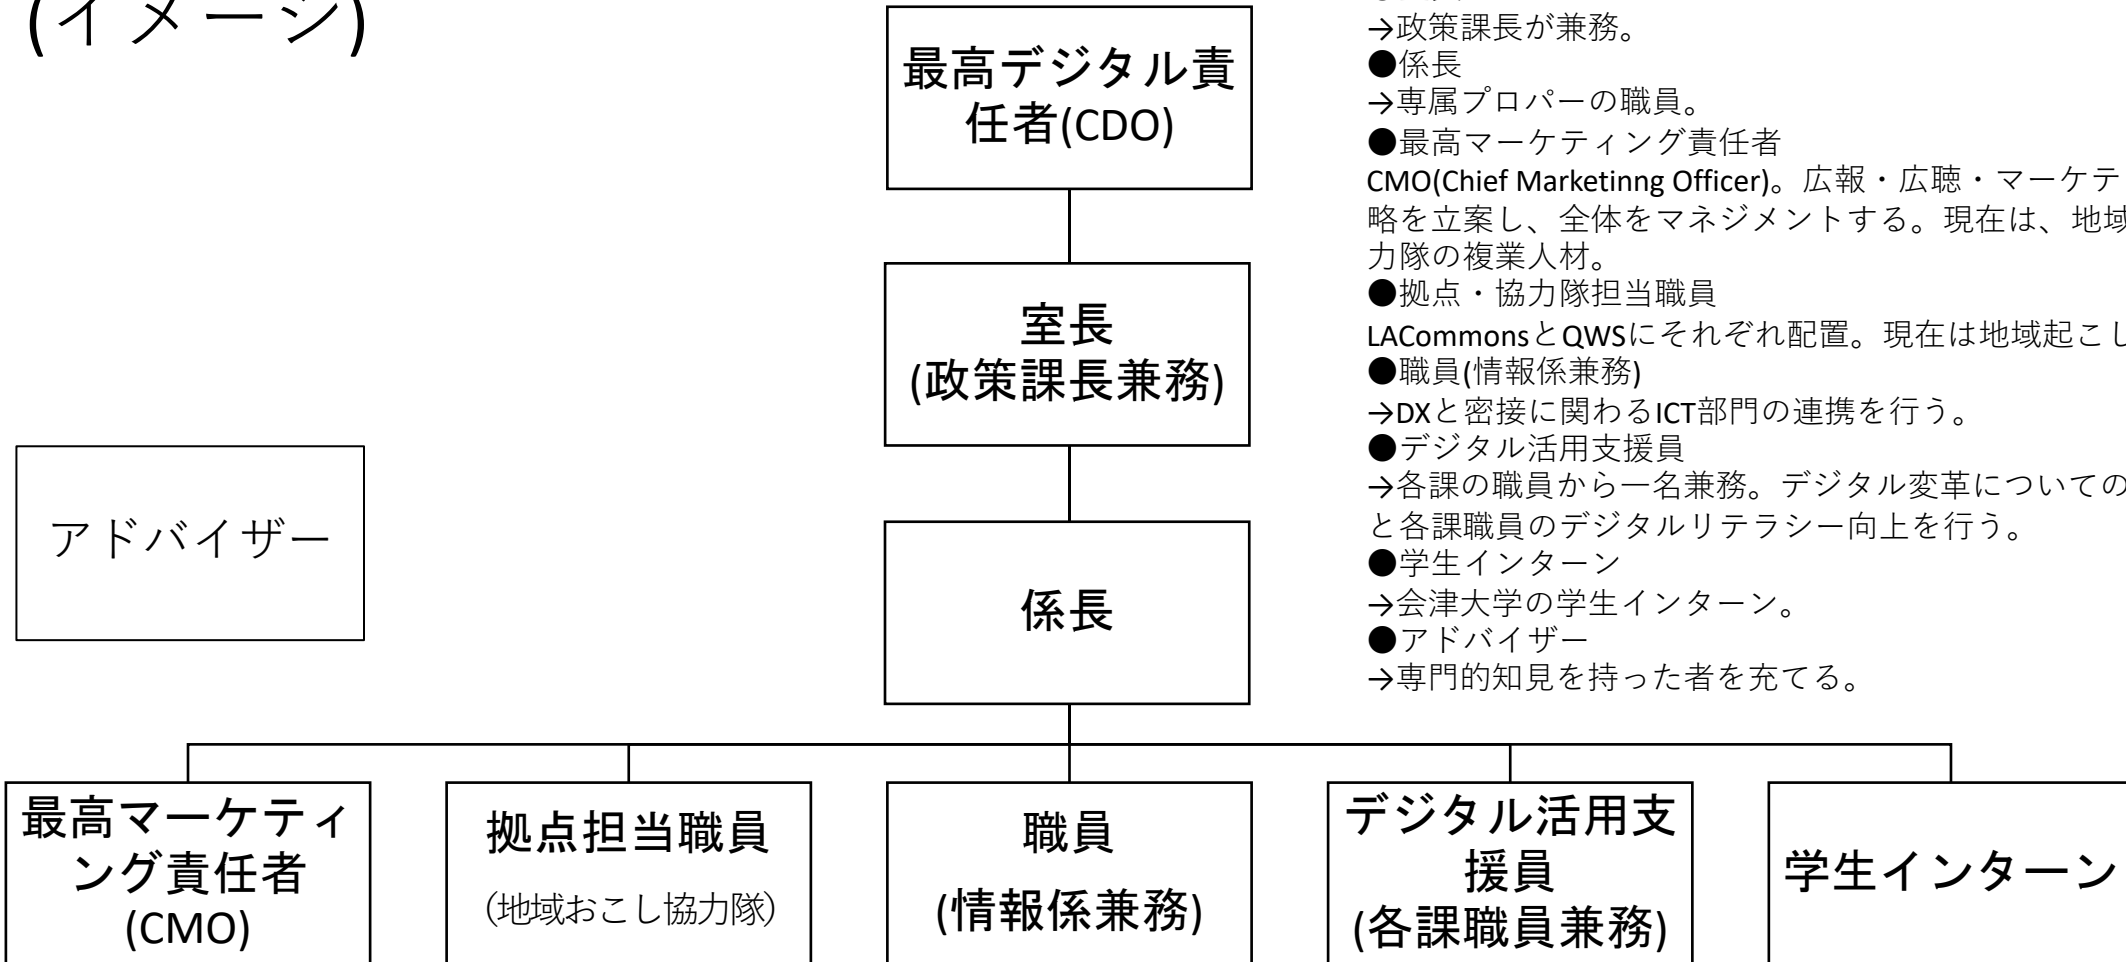 (イメージ)
最高デジタル責
任者(CDO)
室長
(政策課長兼務)
係長
アドバイザー
→政策課長が兼務。
●係長
→専属プロパーの職員。
●最高マーケティング責任者
CMO(Chief Marketinng Officer)。広報・広聴・マーケテ
略を立案し、全体をマネジメントする。現在は、地域
力隊の複業人材。
●拠点・協力隊担当職員
LACommonsとQWSにそれぞれ配置。現在は地域起こし
●職員(情報係兼務)
→DXと密接に関わるICT部門の連携を行う。
●デジタル活用支援員
→各課の職員から一名兼務。デジタル変革についての
と各課職員のデジタルリテラシー向上を行う。
●学生インターン
→会津大学の学生インターン。
●アドバイザー
→専門的知見を持った者を充てる。
最高マーケティ
ング責任者
(CMO)
拠点担当職員
（地域おこし協力隊）
職員
(情報係兼務)
デジタル活用支
援員
(各課職員兼務)
学生インターン